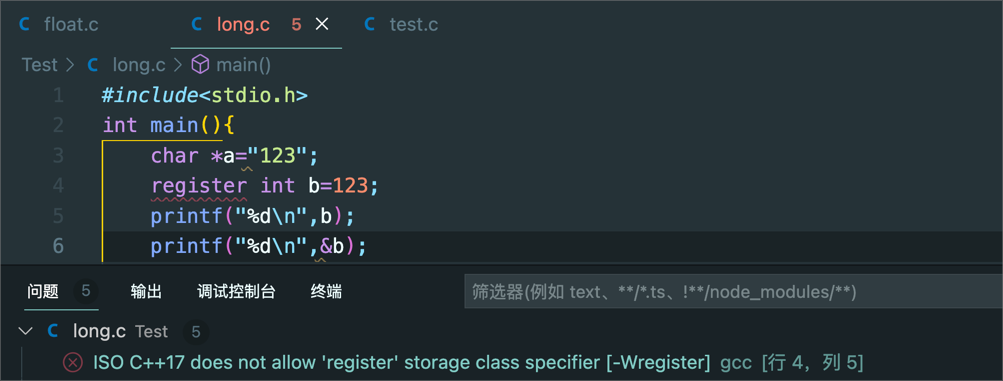 C float.c C long.c 5 × C test.c
Test > C long.c > main()
1 #include<stdio.h>
2 int main(){
3 char *a="123";
4 register int b=123;
5 printf("%d\n",b);
6 printf("%d\n",&b);
问题 5 输出 调试控制台 终端 筛选器(例如 text、**/*.ts、!**/node_modules/**)
C long.c Test 5
ISO C++17 does not allow 'register' storage class specifier [-Wregister] gcc [行 4，列 5]